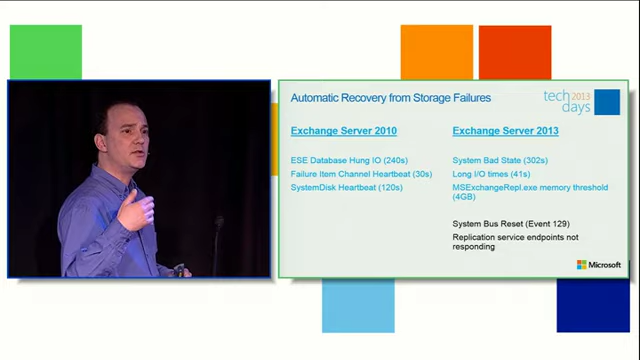 Automatic Recovery from Storage Failures
tech 2013
days
Exchange Server 2010
ESE Database Hung IO (240s)
Failure Item Channel Heartbeat (30s)
SystemDisk Heartbeat (120s)
Exchange Server 2013
System Bad State (302s)
Long I/O times (41s)
MSExchangeRepl.exe memory threshold
(4GB)
System Bus Reset (Event 129)
Replication service endpoints not
responding
Microsoft